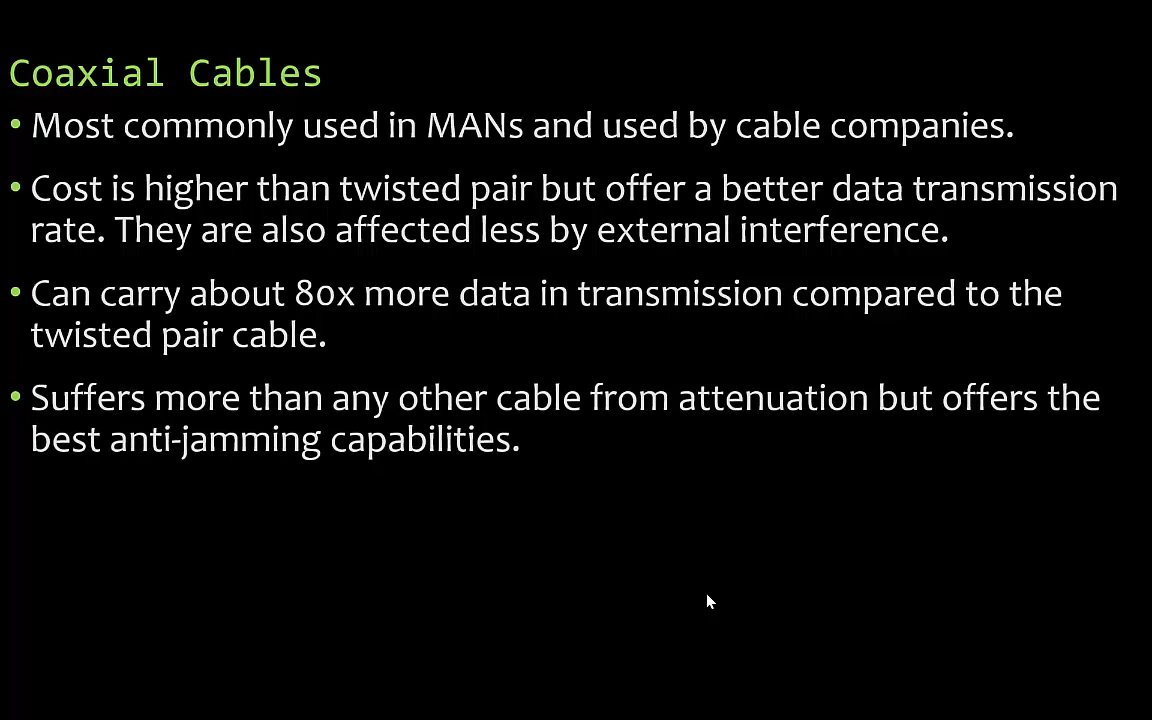 Coaxial Cables
• Most commonly used in MANs and used by cable companies.
• Cost is higher than twisted pair but offer a better data transmission
rate. They are also affected less by external interference.
• Can carry about 80x more data in transmission compared to the
twisted pair cable.
• Suffers more than any other cable from attenuation but offers the
best anti-jamming capabilities.